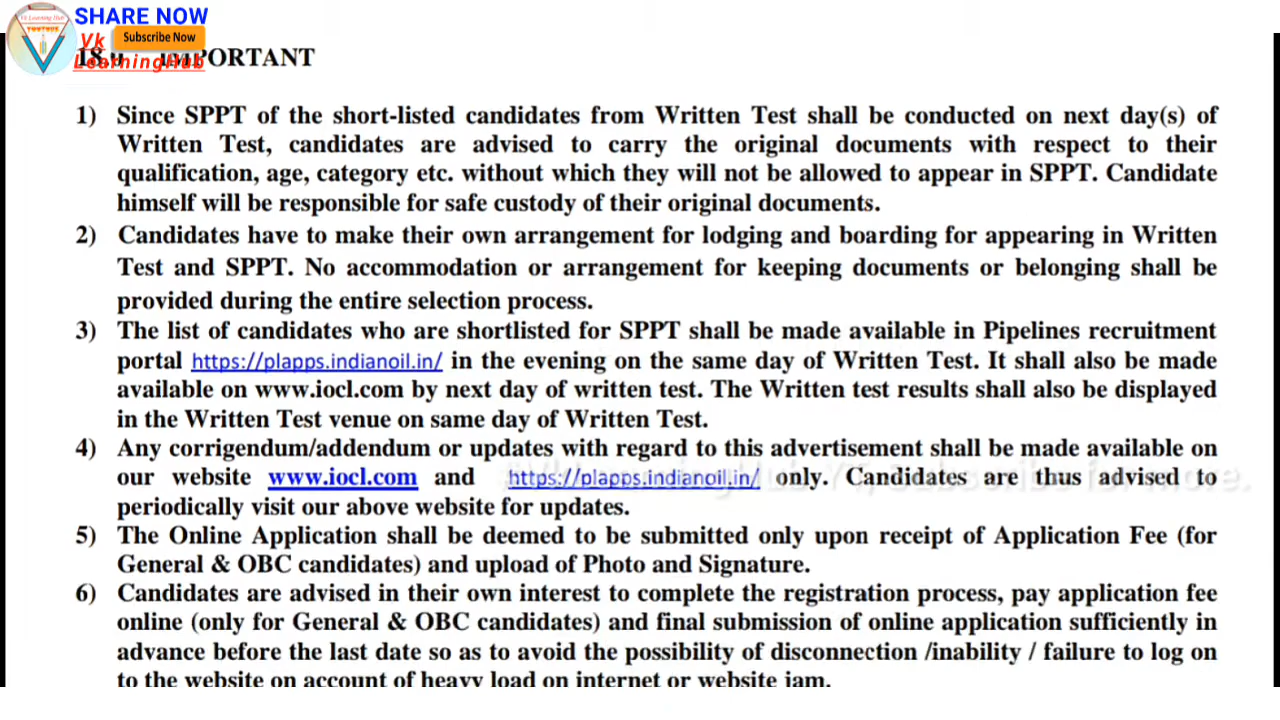 SHARE NOW
Vk Learning Hub
Vk Subscribe Now
LearningHub
18.0 IMPORTANT
1) Since SPPT of the short-listed candidates from Written Test shall be conducted on next day(s) of
Written Test, candidates are advised to carry the original documents with respect to their
qualification, age, category etc. without which they will not be allowed to appear in SPPT. Candidate
himself will be responsible for safe custody of their original documents.
2) Candidates have to make their own arrangement for lodging and boarding for appearing in Written
Test and SPPT. No accommodation or arrangement for keeping documents or belonging shall be
provided during the entire selection process.
3) The list of candidates who are shortlisted for SPPT shall be made available in Pipelines recruitment
portal https://plapps.indianoil.in/ in the evening on the same day of Written Test. It shall also be made
available on www.iocl.com by next day of written test. The Written test results shall also be displayed
in the Written Test venue on same day of Written Test.
4) Any corrigendum/addendum or updates with regard to this advertisement shall be made available on
our website www.iocl.com and https://plapps.indianoil.in/ only. Candidates are thus advised to
periodically visit our above website for updates.
5) The Online Application shall be deemed to be submitted only upon receipt of Application Fee (for
General & OBC candidates) and upload of Photo and Signature.
6) Candidates are advised in their own interest to complete the registration process, pay application fee
online (only for General & OBC candidates) and final submission of online application sufficiently in
advance before the last date so as to avoid the possibility of disconnection /inability / failure to log on
to the website on account of heavy load on internet or website jam.